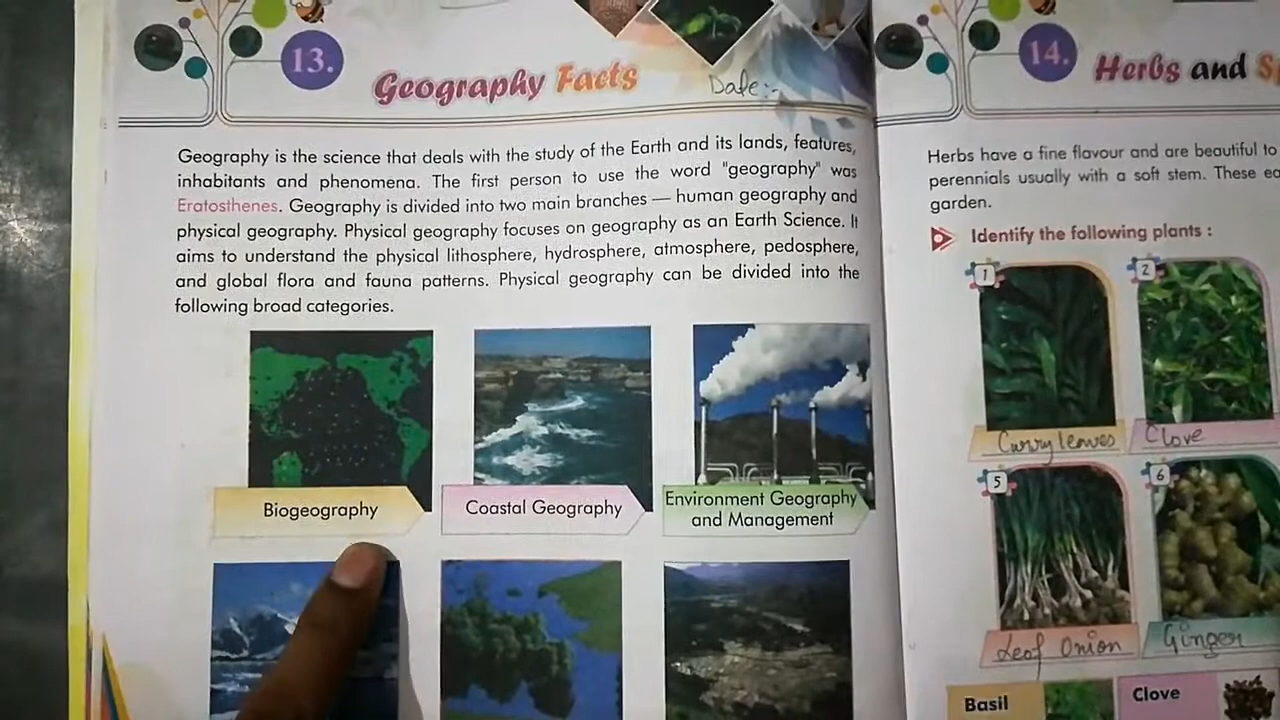 13.
Geography Facts
Date:-
Geography is the science that deals with the study of the Earth and its lands, features,
inhabitants and phenomena. The first person to use the word "geography" was
Eratosthenes. Geography is divided into two main branches — human geography and
physical geography. Physical geography focuses on geography as an Earth Science. It
aims to understand the physical lithosphere, hydrosphere, atmosphere, pedosphere,
and global flora and fauna patterns. Physical geography can be divided into the
following broad categories.
Biogeography
Coastal Geography
Environment Geography
and Management
14.
Herbs and
Herbs have a fine flavour and are beautiful to
perennials usually with a soft stem. These
garden.
Identify the following plants :
1
2
Curry leaves
Clove
5
6
Leaf Onion
Ginger
Basil
Clove